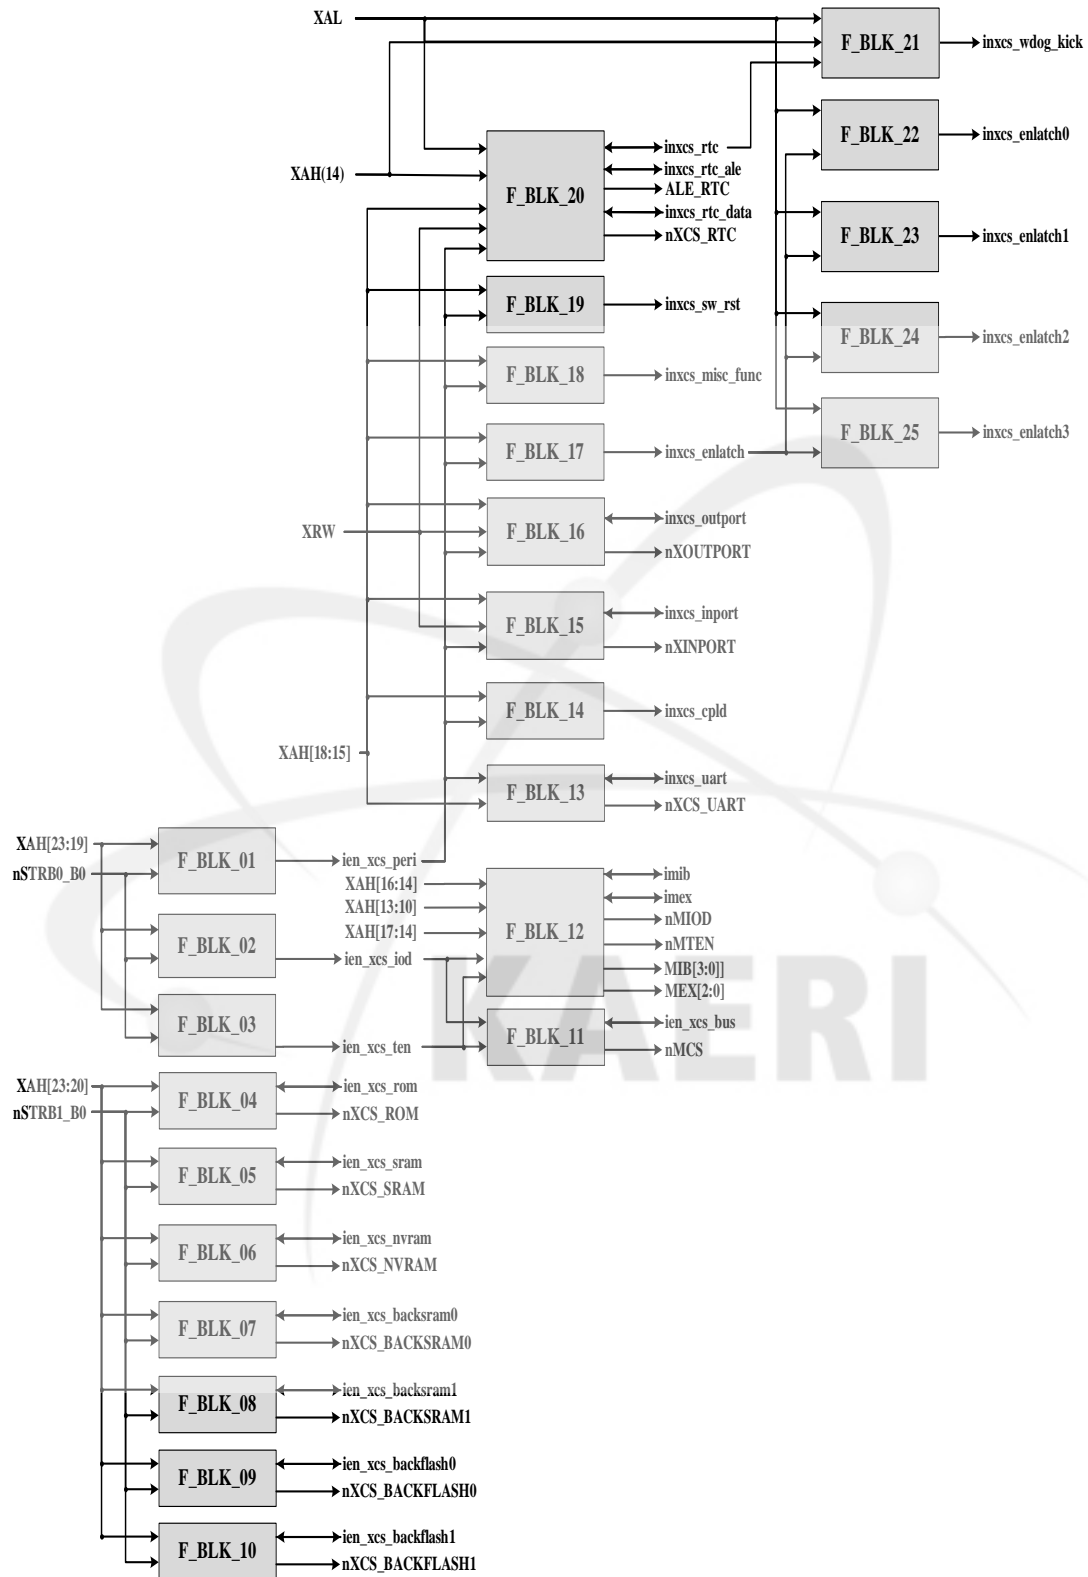 XAL
F_BLK_21
inxcs_wdog_kick
F_BLK_22
inxcs_enlatch0
XAH(14)
F_BLK_20
inxcs_rtc
inxcs_rtc_ale
ALE_RTC
inxcs_rtc_data
nXCS_RTC
F_BLK_23
inxcs_enlatch1
F_BLK_19
inxcs_sw_rst
F_BLK_24
inxcs_enlatch2
F_BLK_18
inxcs_misc_func
F_BLK_25
inxcs_enlatch3
F_BLK_17
inxcs_enlatch
XRW
F_BLK_16
inxcs_outport
nXOUTPORT
F_BLK_15
inxcs_inport
nXINPORT
F_BLK_14
inxcs_cpld
XAH[18:15]
F_BLK_13
inxcs_uart
nXCS_UART
XAH[23:19]
nSTRB0_B0
F_BLK_01
ien_xcs_peri
XAH[16:14]
XAH[13:10]
XAH[17:14]
F_BLK_12
imib
imex
nMIOD
nMTEN
MIB[3:0]]
MEX[2:0]
F_BLK_02
ien_xcs_iod
F_BLK_03
ien_xcs_ten
F_BLK_11
ien_xcs_bus
nMCS
KAERI
XAH[23:20]
nSTRB1_B0
F_BLK_04
ien_xcs_rom
nXCS_ROM
F_BLK_05
ien_xcs_sram
nXCS_SRAM
F_BLK_06
ien_xcs_nvram
nXCS_NVRAM
F_BLK_07
ien_xcs_backsram0
nXCS_BACKSRAM0
F_BLK_08
ien_xcs_backsram1
nXCS_BACKSRAM1
F_BLK_09
ien_xcs_backflash0
nXCS_BACKFLASH0
F_BLK_10
ien_xcs_backflash1
nXCS_BACKFLASH1